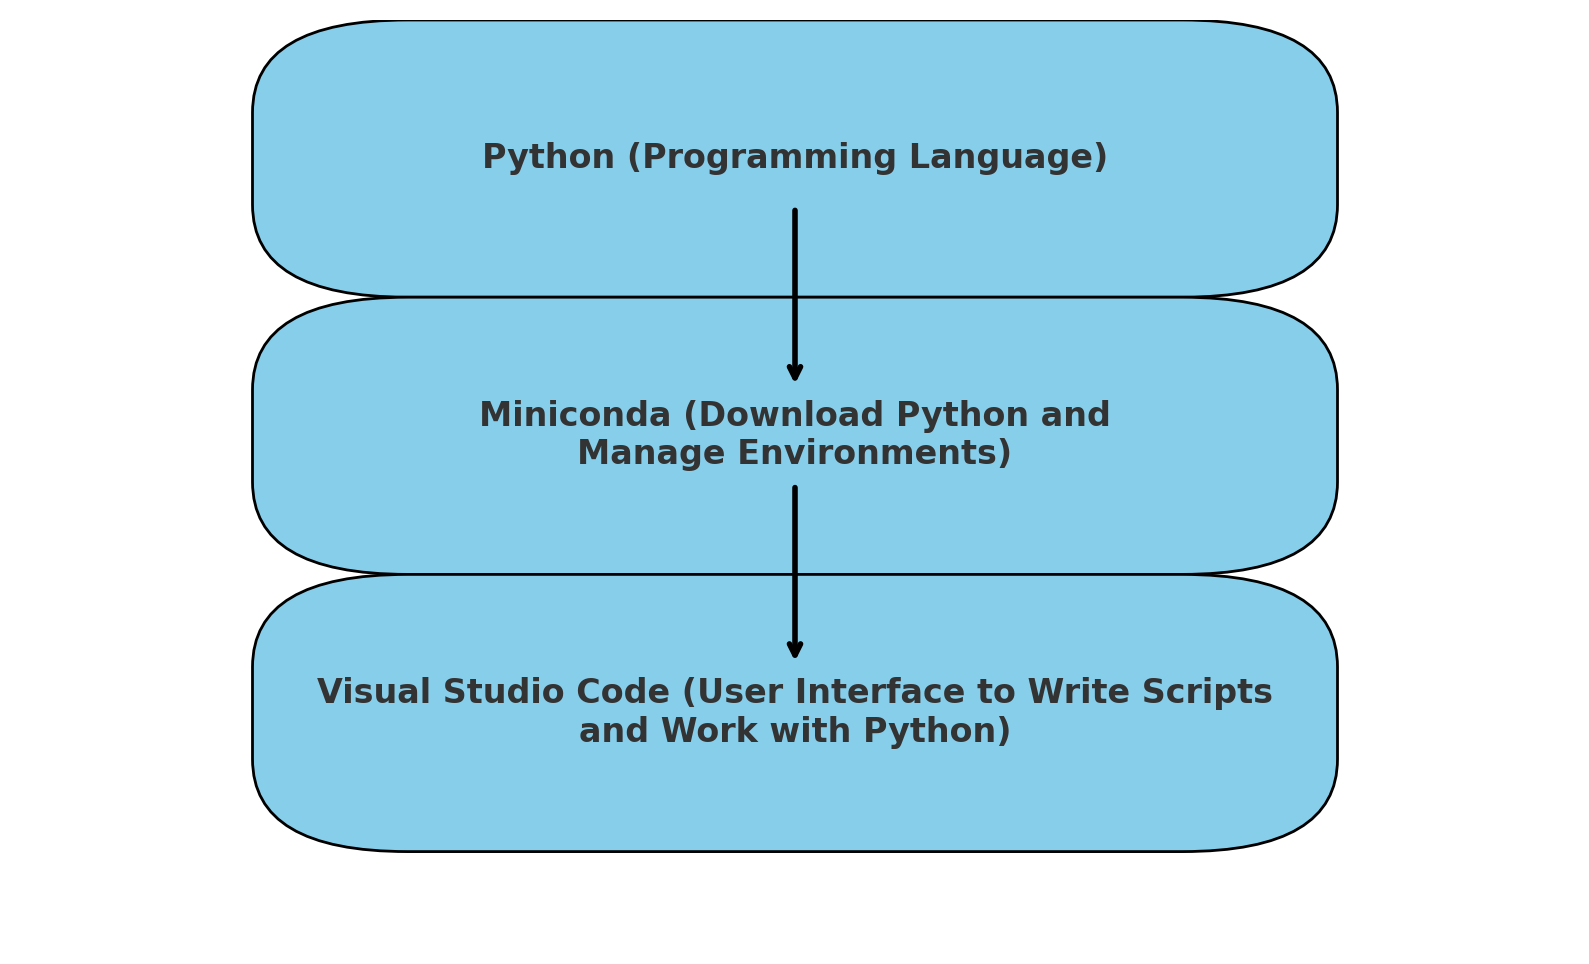 Python (Programming Language)
Miniconda (Download Python and
Manage Environments)
Visual Studio Code (User Interface to Write Scripts
and Work with Python)